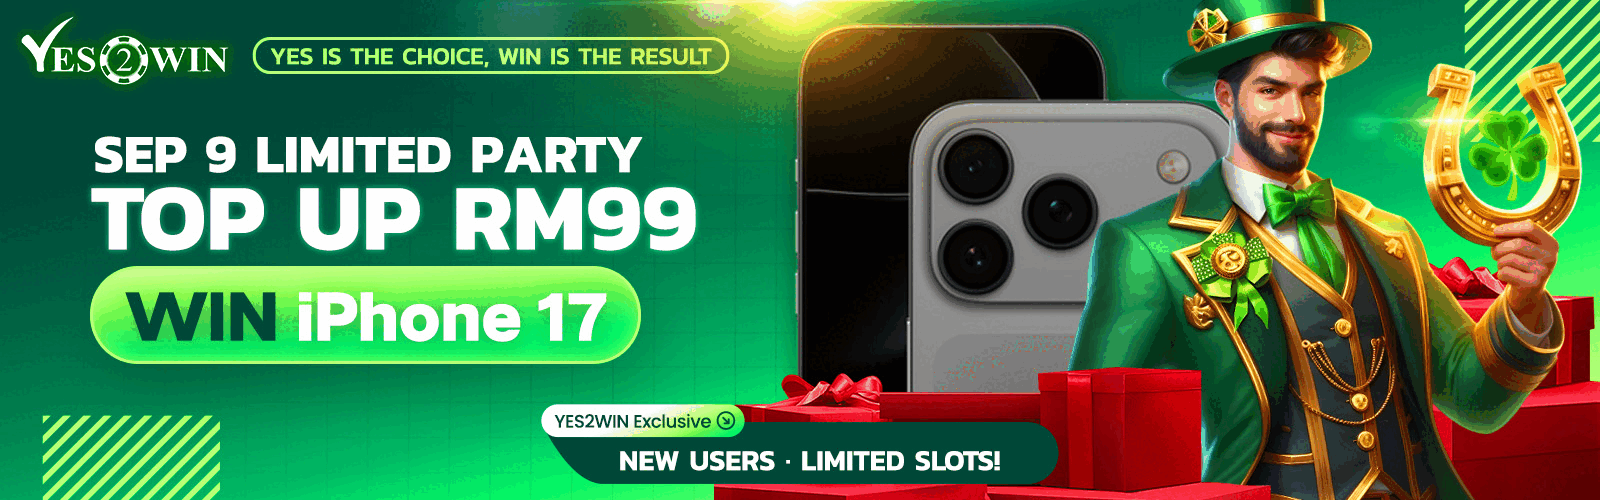 YES2WIN
YES IS THE CHOICE, WIN IS THE RESULT
SEP 9 LIMITED PARTY
TOP UP RM99
WIN iPhone 17
YES2WIN Exclusive
NEW USERS · LIMITED SLOTS!